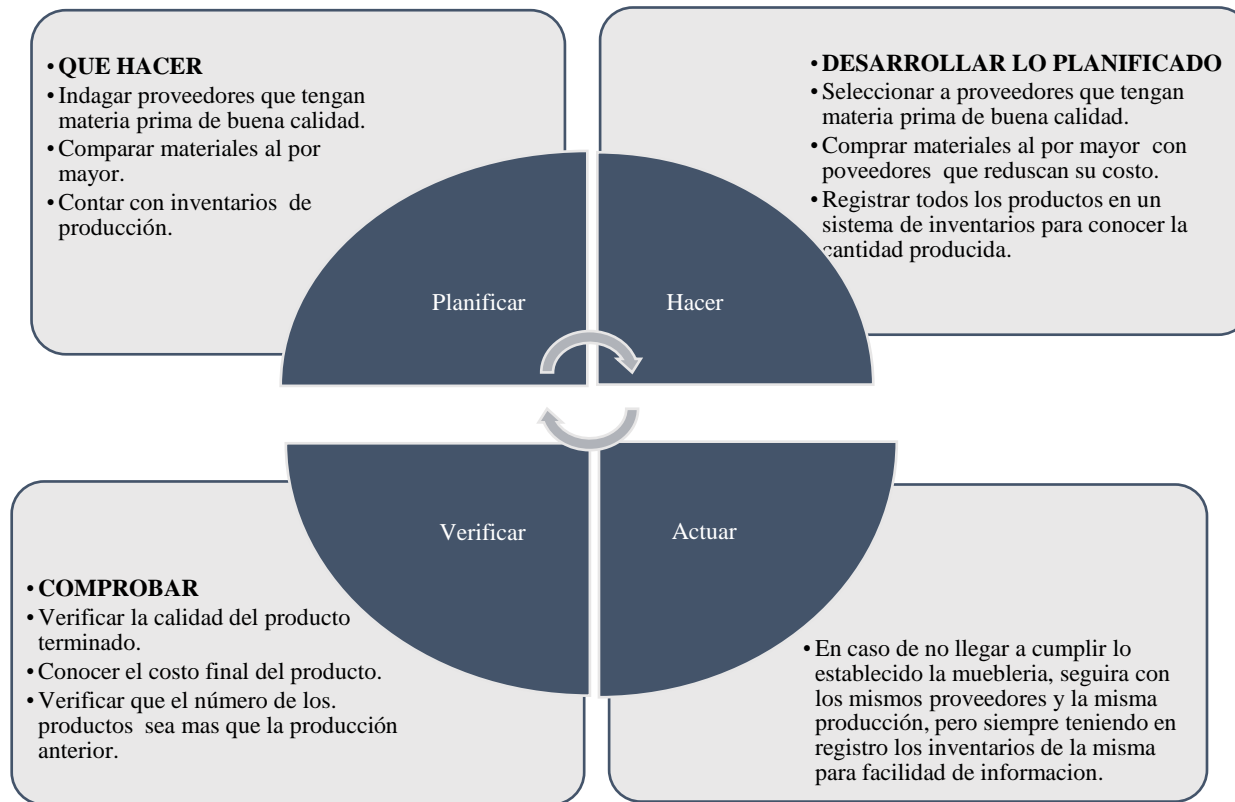 • QUE HACER
• Indagar proveedores que tengan
materia prima de buena calidad.
• Comparar materiales al por
mayor.
• Contar con inventarios de
producción.
• DESARROLLAR LO PLANIFICADO
• Seleccionar a proveedores que tengan
materia prima de buena calidad.
• Comprar materiales al por mayor con
poveedores que reduscan su costo.
• Registrar todos los productos en un
sistema de inventarios para conocer la
cantidad producida.
Planificar
Hacer
Verificar
Actuar
• COMPROBAR
• Verificar la calidad del producto
terminado.
• Conocer el costo final del producto.
• Verificar que el número de los.
productos sea mas que la producción
anterior.
• En caso de no llegar a cumplir lo
establecido la muebleria, seguira con
los mismos proveedores y la misma
producción, pero siempre teniendo en
registro los inventarios de la misma
para facilidad de informacion.